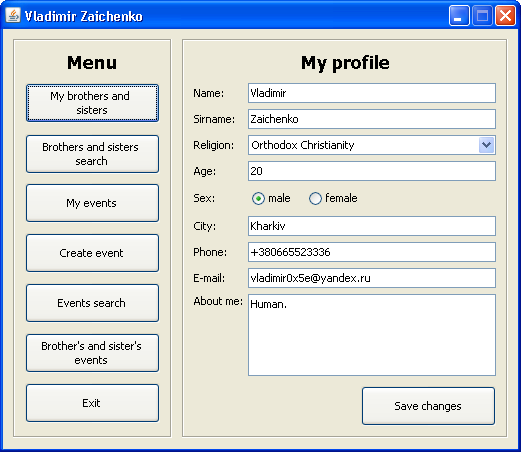 Vladimir Zaichenko
Menu
My brothers and
sisters
Brothers and sisters
search
My events
Create event
Events search
Brother's and sister's
events
Exit
My profile
Name: Vladimir
Sirname: Zaichenko
Religion: Orthodox Christianity
Age: 20
Sex: male female
City: Kharkiv
Phone: +380665523336
E-mail: vladimir0x5e@yandex.ru
About me: Human.
Save changes